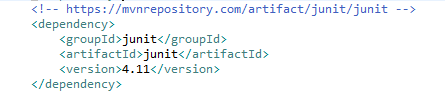 <!-- https://mvnrepository.com/artifact/junit/junit -->
<dependency>
    <groupId>junit</groupId>
    <artifactId>junit</artifactId>
    <version>4.11</version>
</dependency>